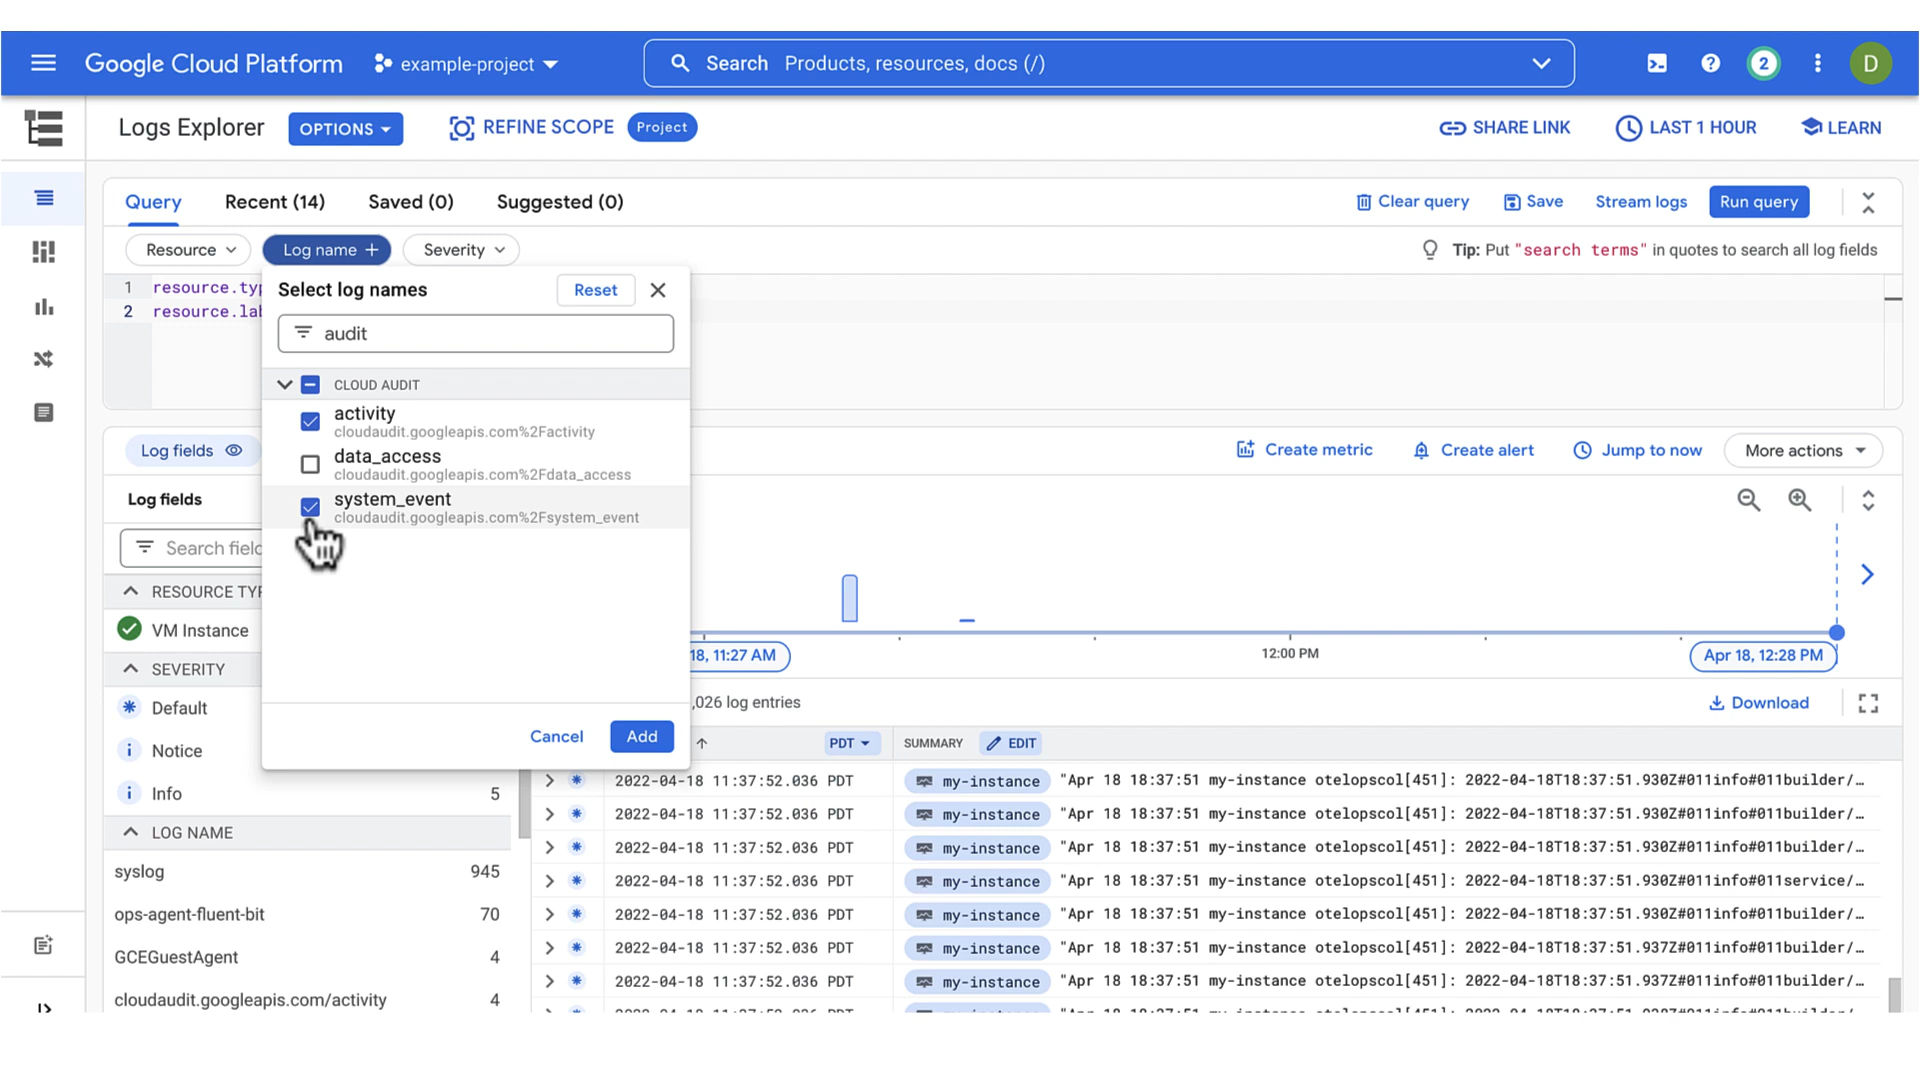 Google Cloud Platform
example-project
Search Products, resources, docs (/)
2
D
Logs Explorer
OPTIONS
REFINE SCOPE
Project
SHARE LINK
LAST 1 HOUR
LEARN
Query
Recent (14)
Saved (0)
Suggested (0)
Clear query
Save
Stream logs
Run query
Resource
Log name
Severity
Tip: Put "search terms" in quotes to search all log fields
1 resource.typ
2 resource.lab
Select log names
Reset
audit
CLOUD AUDIT
activity
cloudaudit.googleapis.com%2Factivity
data_access
cloudaudit.googleapis.com%2Fdata_access
system_event
cloudaudit.googleapis.com%2Fsystem_event
Cancel
Add
Log fields
Create metric
Create alert
Jump to now
More actions
Log fields
Search field
RESOURCE TYP
VM Instance
SEVERITY
Default
Notice
Info 5
LOG NAME
syslog 945
ops-agent-fluent-bit 70
GCEGuestAgent 4
cloudaudit.googleapis.com/activity 4
18, 11:27 AM
12:00 PM
Apr 18, 12:28 PM
,026 log entries
Download
PDT
SUMMARY
EDIT
2022-04-18 11:37:52.036 PDT my-instance "Apr 18 18:37:51 my-instance otelopscol[451]: 2022-04-18T18:37:51.930Z#011info#011builder/…
2022-04-18 11:37:52.036 PDT my-instance "Apr 18 18:37:51 my-instance otelopscol[451]: 2022-04-18T18:37:51.930Z#011info#011builder/…
2022-04-18 11:37:52.036 PDT my-instance "Apr 18 18:37:51 my-instance otelopscol[451]: 2022-04-18T18:37:51.930Z#011info#011builder/…
2022-04-18 11:37:52.036 PDT my-instance "Apr 18 18:37:51 my-instance otelopscol[451]: 2022-04-18T18:37:51.930Z#011info#011service/…
2022-04-18 11:37:52.036 PDT my-instance "Apr 18 18:37:51 my-instance otelopscol[451]: 2022-04-18T18:37:51.930Z#011info#011builder/…
2022-04-18 11:37:52.036 PDT my-instance "Apr 18 18:37:51 my-instance otelopscol[451]: 2022-04-18T18:37:51.937Z#011info#011builder/…
2022-04-18 11:37:52.036 PDT my-instance "Apr 18 18:37:51 my-instance otelopscol[451]: 2022-04-18T18:37:51.937Z#011info#011builder/…